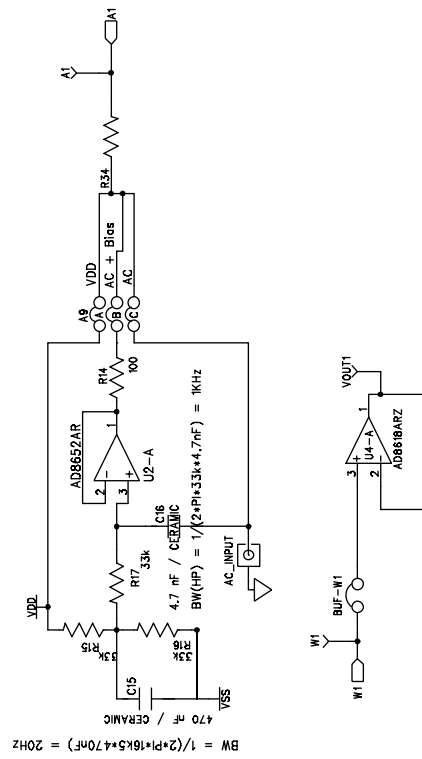 A1
A1
R34
VDD
AC + Bias
AC
A9
A
B
C
R14
100
AD8652AR
1
2
-
3
+
U2-A
C16
4.7 nF / CERAMIC
BW(HP) = 1/(2*PI*33k*4.7nF) = 1KHz
R17
33k
AC_INPUT
VDD
R15
33k
R16
33k
C15
470 nF / CERAMIC
VSS
BW = 1/(2*PI*16k5*470nF) = 20Hz
VOUT1
1
U4-A
AD8618ARZ
3
+
2
-
BUF-W1
W1
W1